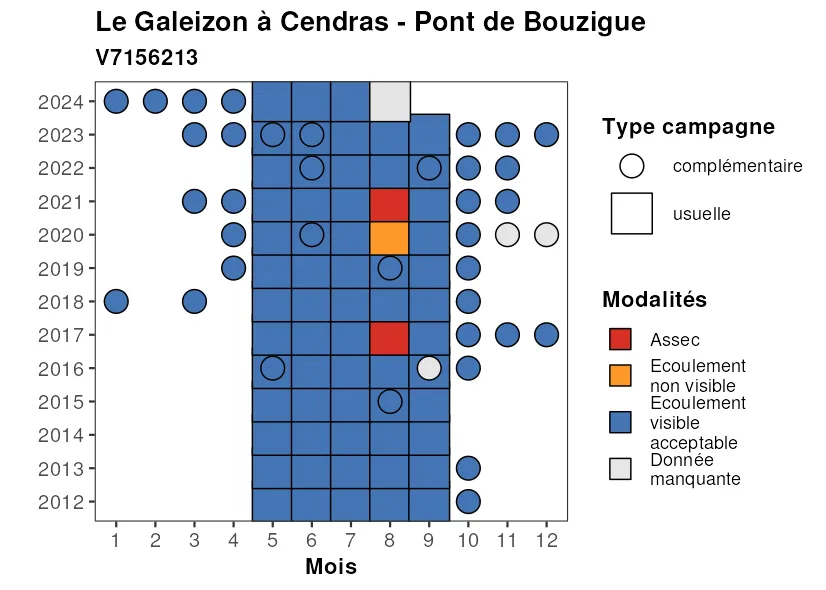 Le Galeizon à Cendras - Pont de Bouzigue
V7156213
2024
2023
2022
2021
2020
2019
2018
2017
2016
2015
2014
2013
2012
1 2 3 4 5 6 7 8 9 10 11 12
Mois
Type campagne
complémentaire
usuelle
Modalités
Assec
Ecoulement
non visible
Ecoulement
visible
acceptable
Donnée
manquante